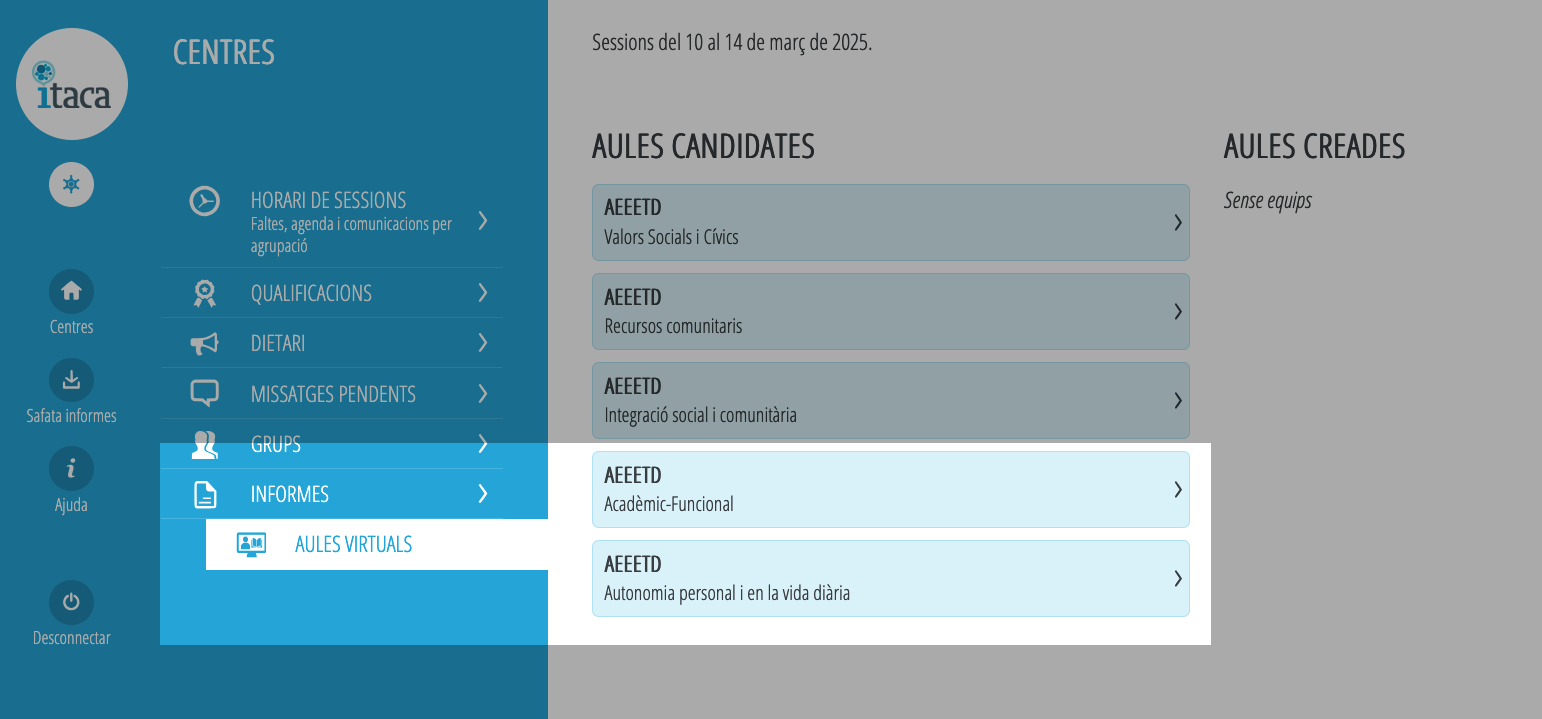 itaca
Centres
Safata informes
Ajuda
Desconnectar
CENTRES
HORARI DE SESSIONS
Faltes, agenda i comunicacions per
agrupació
QUALIFICACIONS
DIETARI
MISSATGES PENDENTS
GRUPS
INFORMES
AULES VIRTUALS
Sessions del 10 al 14 de març de 2025.
AULES CANDIDATES
AEEETD
Valors Socials i Cívics
AEEETD
Recursos comunitaris
AEEETD
Integració social i comunitària
AEEETD
Acadèmic-Funcional
AEEETD
Autonomia personal i en la vida diària
AULES CREADES
Sense equips